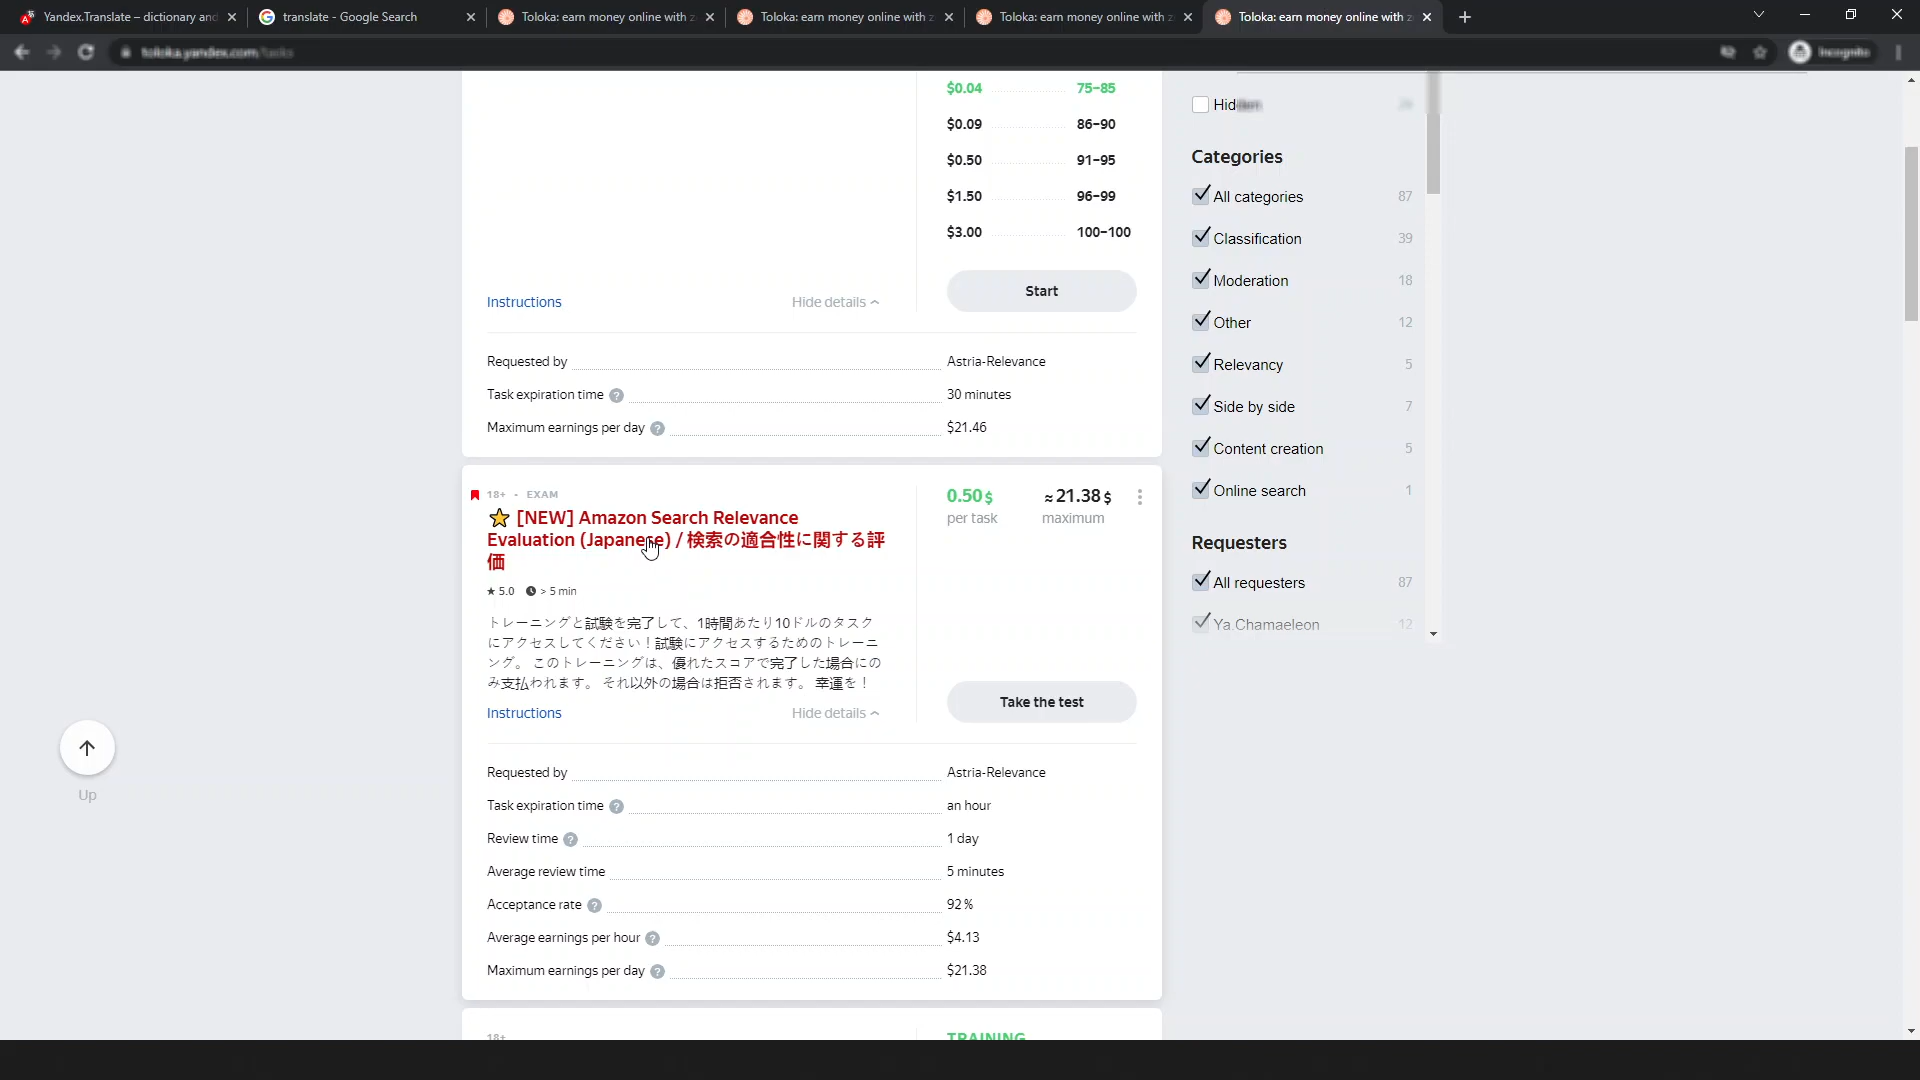 Yandex.Translate – dictionary and
translate - Google Search
Toloka: earn money online with
Toloka: earn money online with
Toloka: earn money online with
Toloka: earn money online with
toloka.yandex.com/tasks
Incognito
$0.04 75–85
$0.09 86–90
$0.50 91–95
$1.50 96–99
$3.00 100–100
Start
Instructions
Hide details
Requested by Astria-Relevance
Task expiration time ? 30 minutes
Maximum earnings per day ? $21.46
18+ • EXAM
[NEW] Amazon Search Relevance
Evaluation (Japanese) / 検索の適合性に関する評
価
5.0 > 5 min
0.50 $
per task
≈ 21.38 $
maximum
トレーニングと試験を完了して、1時間あたり10ドルのタスク
にアクセスしてください！試験にアクセスするためのトレーニ
ング。 このトレーニングは、優れたスコアで完了した場合にの
み支払われます。 それ以外の場合は拒否されます。 幸運を！
Take the test
Instructions
Hide details
Requested by Astria-Relevance
Task expiration time ? an hour
Review time ? 1 day
Average review time 5 minutes
Acceptance rate ? 92 %
Average earnings per hour ? $4.13
Maximum earnings per day ? $21.38
18+
TRAINING
Hidden
Categories
All categories 87
Classification 39
Moderation 18
Other 12
Relevancy 5
Side by side 7
Content creation 5
Online search 1
Requesters
All requesters 87
Ya.Chamaeleon 12
Up